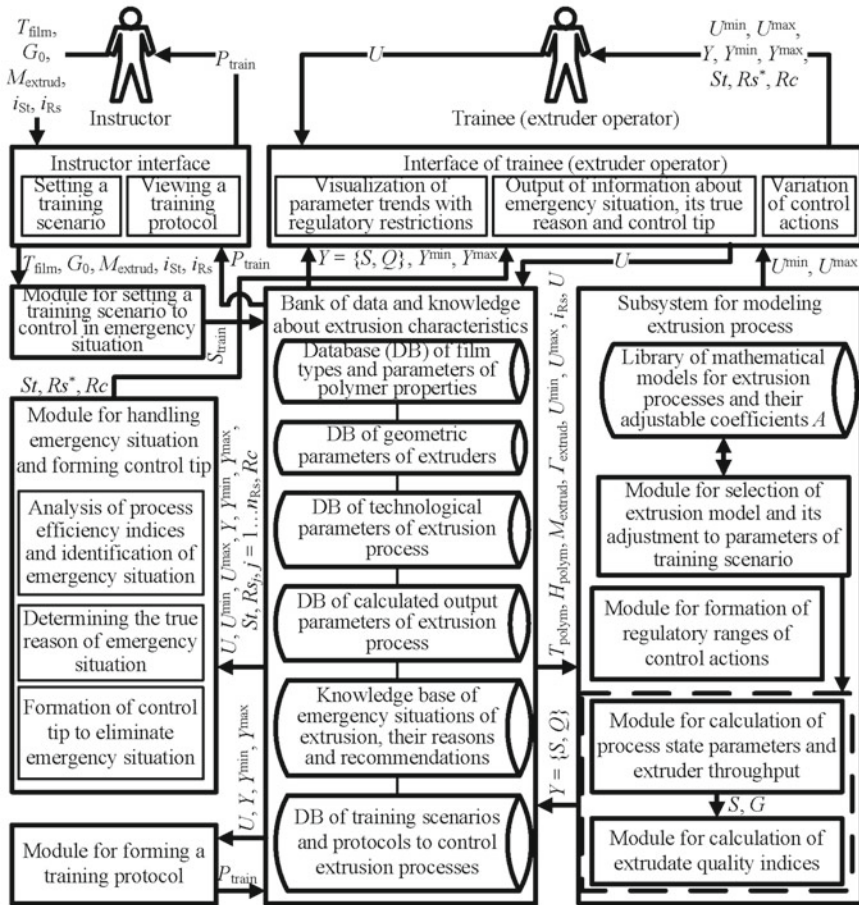 T_film,
G_0,
M_extrud,
i_St, i_Rs
P_train
Instructor
U
U^min, U^max,
Y, Y^min, Y^max,
St, Rs*, Rc
Trainee (extruder operator)
Instructor interface
Setting a
training
scenario
Viewing a
training
protocol
Interface of trainee (extruder operator)
Visualization of
parameter trends with
regulatory restrictions
Output of information about
emergency situation, its true
reason and control tip
Variation
of control
actions
T_film, G_0, M_extrud, i_St, i_Rs
P_train
Y = {S, Q}, Y^min, Y^max
U
U^min, U^max
Module for setting a
training scenario to
control in emergency
situation
S_train
St, Rs*, Rc
Module for handling
emergency situation
and forming control tip
Analysis of process
efficiency indices
and identification of
emergency situation
Determining the true
reason of emergency
situation
Formation of control
tip to eliminate
emergency situation
U, U^min, U^max, Y, Y^min, Y^max,
St, Rs_j, j = 1…n_Rs, Rc
U, Y, Y^min, Y^max
Module for forming a
training protocol
P_train
Bank of data and knowledge
about extrusion characteristics
Database (DB) of film
types and parameters of
polymer properties
DB of geometric
parameters of extruders
DB of technological
parameters of extrusion
process
DB of calculated output
parameters of extrusion
process
Knowledge base of
emergency situations of
extrusion, their reasons
and recommendations
DB of training scenarios
and protocols to control
extrusion processes
T_polym, H_polym, M_extrud, Γ_extrud, U^min, U^max, i_Rs, U
Y = {S, Q}
Subsystem for modeling
extrusion process
Library of mathematical
models for extrusion
processes and their
adjustable coefficients A
Module for selection of
extrusion model and its
adjustment to parameters of
training scenario
Module for formation of
regulatory ranges of
control actions
Module for calculation of
process state parameters and
extruder throughput
S, G
Module for calculation of
extrudate quality indices